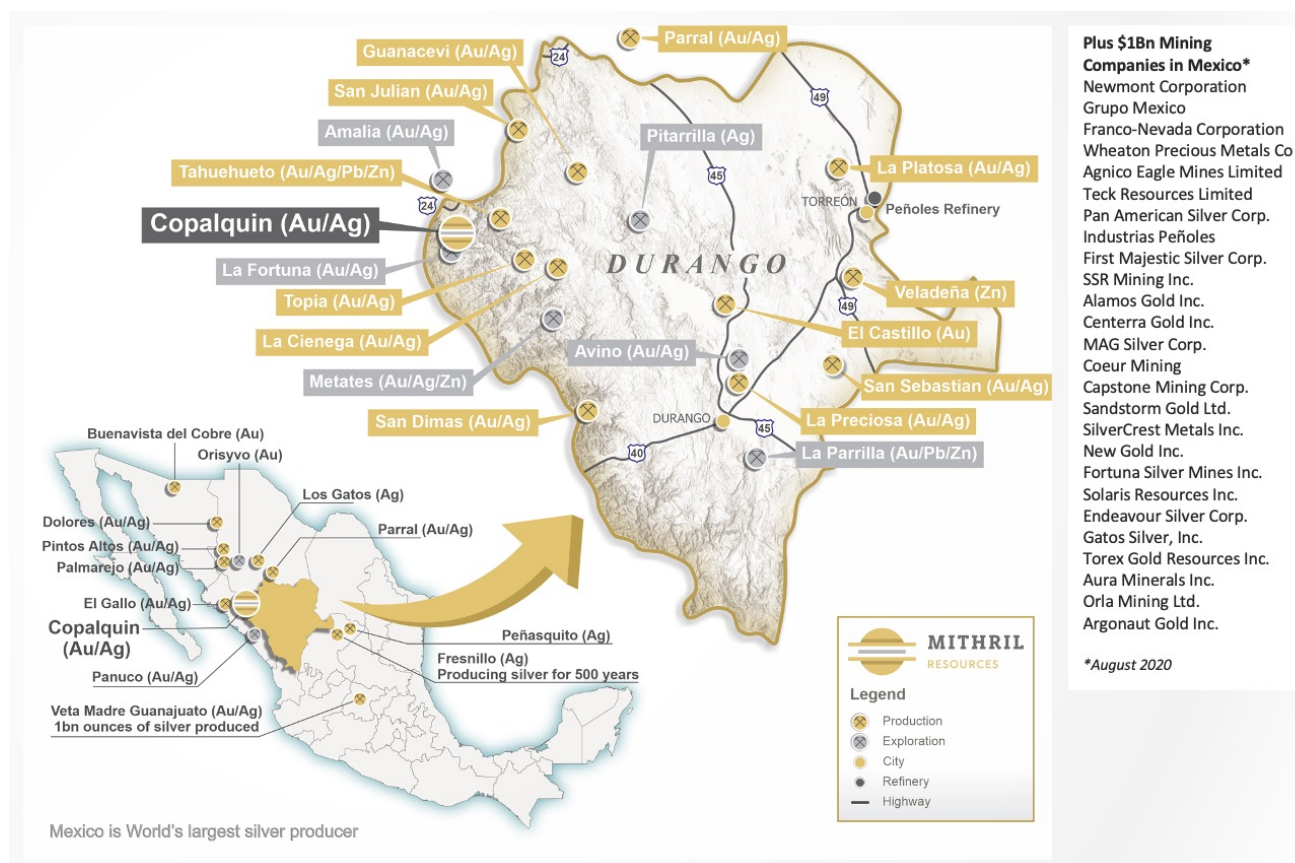 Parral (Au/Ag)
Guanacevi (Au/Ag)
24
San Julian (Au/Ag)
49
Amalia (Au/Ag)
Pitarrilla (Ag)
Tahuehueto (Au/Ag/Pb/Zn)
45
La Platosa (Au/Ag)
24
TORREÓN
Peñoles Refinery
Copalquin (Au/Ag)
La Fortuna (Au/Ag)
DURANGO
Topia (Au/Ag)
Veladeña (Zn)
49
La Cienega (Au/Ag)
El Castillo (Au)
Avino (Au/Ag)
Metates (Au/Ag/Zn)
San Sebastian (Au/Ag)
San Dimas (Au/Ag)
DURANGO
La Preciosa (Au/Ag)
45
40
La Parrilla (Au/Pb/Zn)
Buenavista del Cobre (Au)
Orisyvo (Au)
Los Gatos (Ag)
Dolores (Au/Ag)
Parral (Au/Ag)
Pintos Altos (Au/Ag)
Palmarejo (Au/Ag)
El Gallo (Au/Ag)
Copalquin
(Au/Ag)
Peñasquito (Ag)
Fresnillo (Ag)
Producing silver for 500 years
Panuco (Au/Ag)
Veta Madre Guanajuato (Au/Ag)
1bn ounces of silver produced
Mexico is World's largest silver producer
MITHRIL
RESOURCES
Legend
Production
Exploration
City
Refinery
Highway
Plus $1Bn Mining
Companies in Mexico*
Newmont Corporation
Grupo Mexico
Franco-Nevada Corporation
Wheaton Precious Metals Co
Agnico Eagle Mines Limited
Teck Resources Limited
Pan American Silver Corp.
Industrias Peñoles
First Majestic Silver Corp.
SSR Mining Inc.
Alamos Gold Inc.
Centerra Gold Inc.
MAG Silver Corp.
Coeur Mining
Capstone Mining Corp.
Sandstorm Gold Ltd.
SilverCrest Metals Inc.
New Gold Inc.
Fortuna Silver Mines Inc.
Solaris Resources Inc.
Endeavour Silver Corp.
Gatos Silver, Inc.
Torex Gold Resources Inc.
Aura Minerals Inc.
Orla Mining Ltd.
Argonaut Gold Inc.
*August 2020